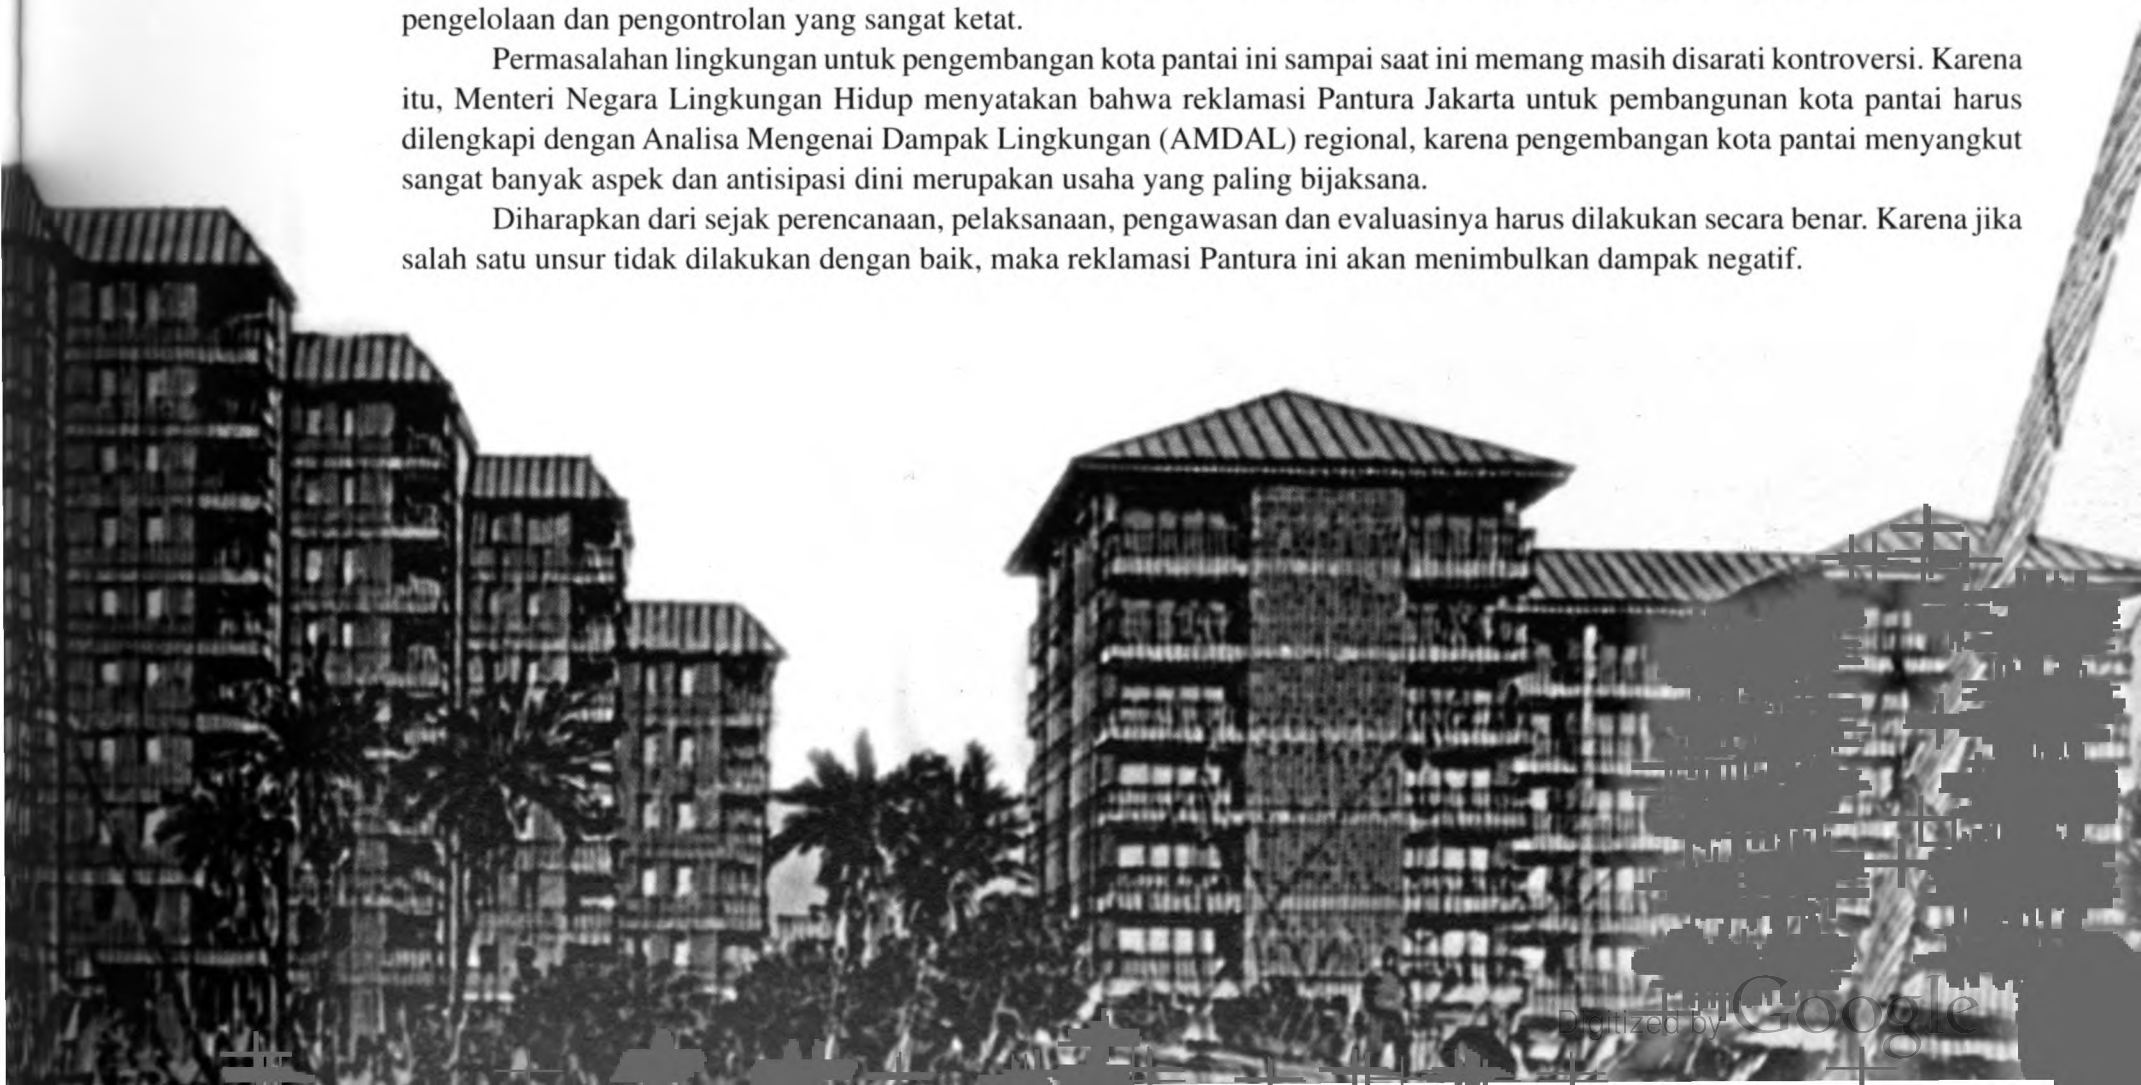 pengelolaan dan pengontrolan yang sangat ketat.
Permasalahan lingkungan untuk pengembangan kota pantai ini sampai saat ini memang masih disarati kontroversi. Karena
itu, Menteri Negara Lingkungan Hidup menyatakan bahwa reklamasi Pantura Jakarta untuk pembangunan kota pantai harus
dilengkapi dengan Analisa Mengenai Dampak Lingkungan (AMDAL) regional, karena pengembangan kota pantai menyangkut
sangat banyak aspek dan antisipasi dini merupakan usaha yang paling bijaksana.
Diharapkan dari sejak perencanaan, pelaksanaan, pengawasan dan evaluasinya harus dilakukan secara benar. Karena jika
salah satu unsur tidak dilakukan dengan baik, maka reklamasi Pantura ini akan menimbulkan dampak negatif.
Digitized by Google